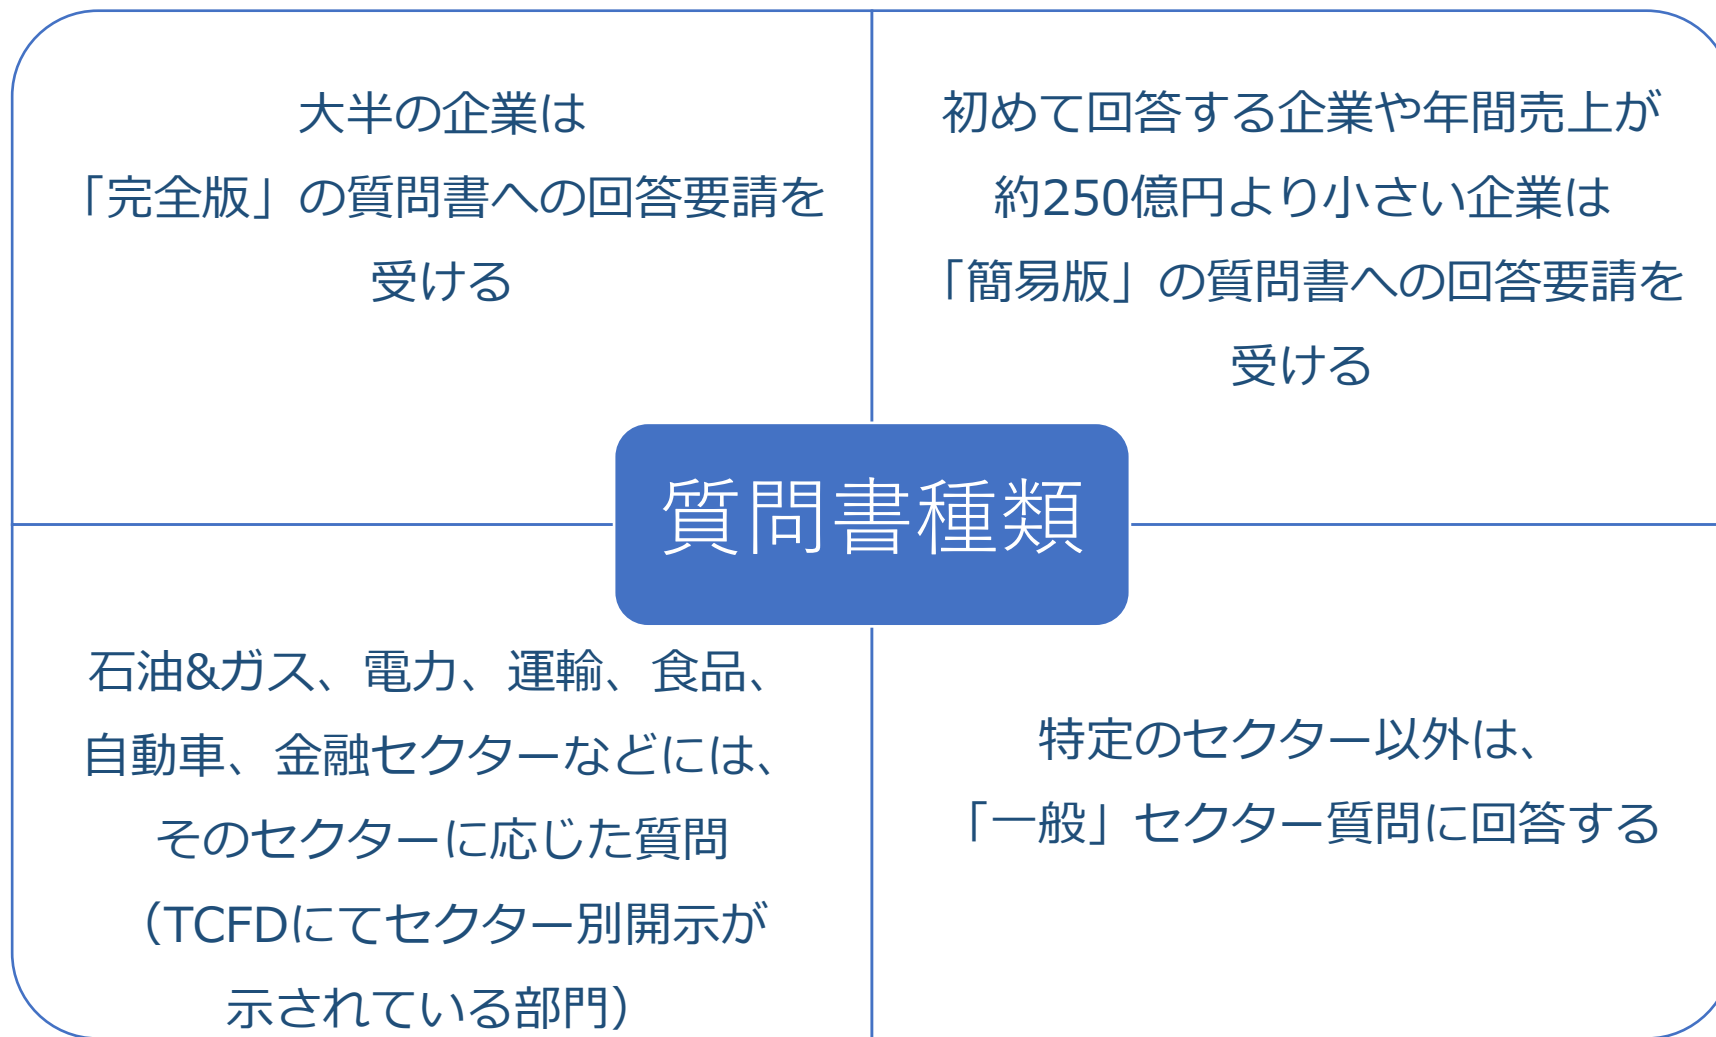 大半の企業は
「完全版」の質問書への回答要請を
受ける
初めて回答する企業や年間売上が
約250億円より小さい企業は
「簡易版」の質問書への回答要請を
受ける
質問書種類
石油&ガス、電力、運輸、食品、
自動車、金融セクターなどには、
そのセクターに応じた質問
（TCFDにてセクター別開示が
示されている部門）
特定のセクター以外は、
「一般」セクター質問に回答する